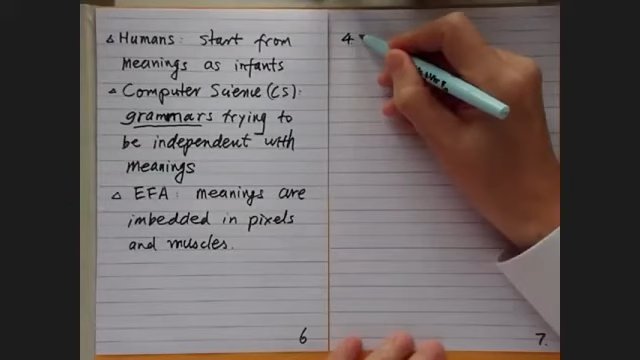 △ Humans: start from
meanings as infants
△ Computer Science (CS):
grammars trying to
be independent with
meanings
△ EFA: meanings are
imbedded in pixels
and muscles.
6
4
7.